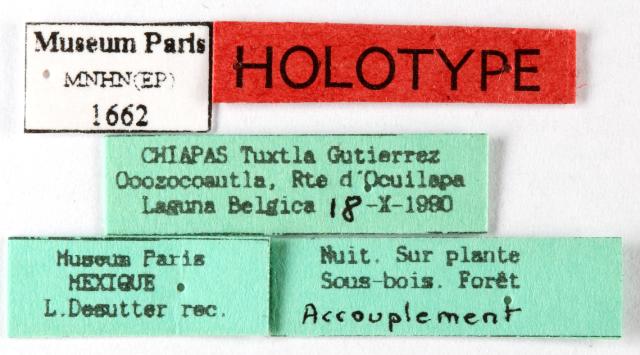 Museum Paris
MNHN(EP)
1662
HOLOTYPE
CHIAPAS Tuxtla Gutierrez
Ocozocoautla, Rte d'Ocuilapa
Laguna Belgica 18-X-1990
Museum Paris
MEXIQUE
L.Desutter rec.
Nuit. Sur plante
Sous-bois. Forêt
Accouplement